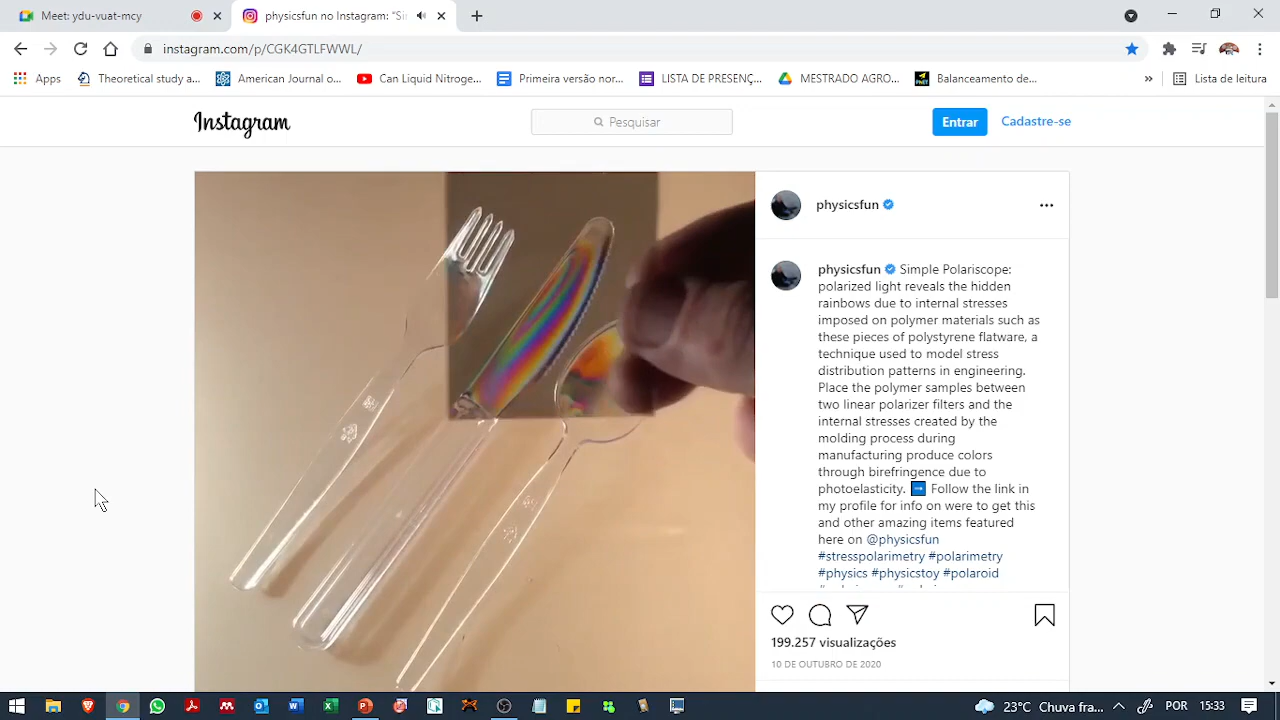 Meet: ydu-vuat-mcy
physicsfun no Instagram: "Si
instagram.com/p/CGK4GTLFWWL/
Apps
Theoretical study a...
American Journal o...
Can Liquid Nitroge...
Primeira versão nor...
LISTA DE PRESENÇ...
MESTRADO AGRO...
Balanceamento de...
»
Lista de leitura
Instagram
Pesquisar
Entrar
Cadastre-se
physicsfun
physicsfun Simple Polariscope:
polarized light reveals the hidden
rainbows due to internal stresses
imposed on polymer materials such as
these pieces of polystyrene flatware, a
technique used to model stress
distribution patterns in engineering.
Place the polymer samples between
two linear polarizer filters and the
internal stresses created by the
molding process during
manufacturing produce colors
through birefringence due to
photoelasticity. ➡ Follow the link in
my profile for info on were to get this
and other amazing items featured
here on @physicsfun
#stresspolarimetry #polarimetry
#physics #physicstoy #polaroid
199.257 visualizações
10 DE OUTUBRO DE 2020
23°C Chuva fra...
POR
15:33